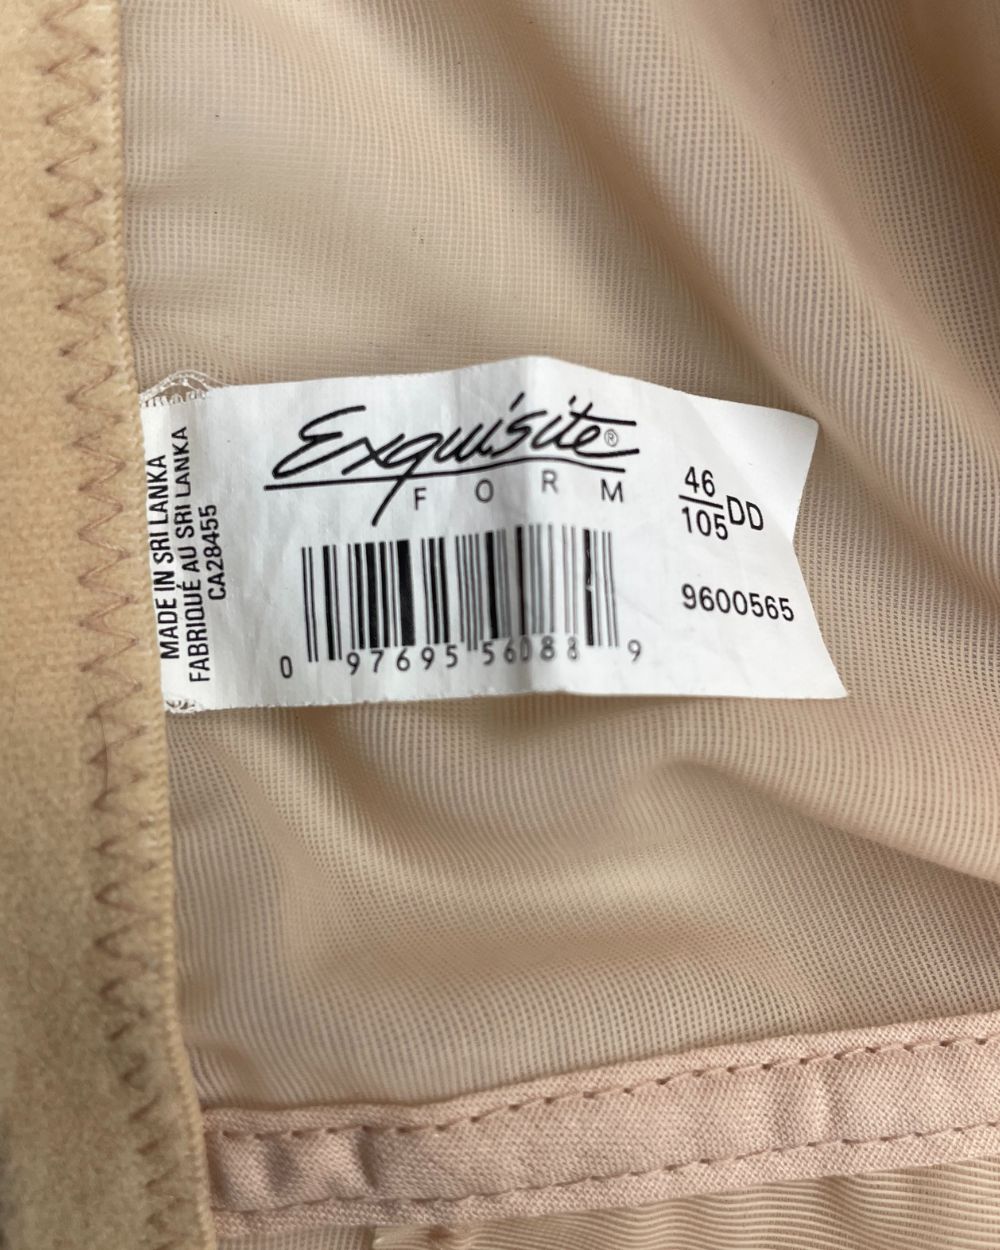 Exquisite®
FORM
46
105 DD
9600565
0 97695 56088 9
MADE IN SRI LANKA
FABRIQUÉ AU SRI LANKA
CA28455